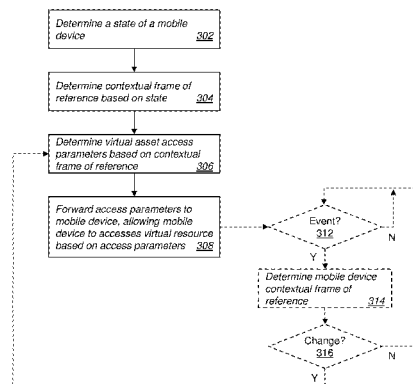 Determine a state of a mobile
device
302
Determine contextual frame of
reference based on state
304
Determine virtual asset access
parameters based on contextual
frame of reference
306
Forward access parameters to
mobile device, allowing mobile
device to accesses virtual resource
based on access parameters
308
Event?
312
N
Y
Determine mobile device
contextual frame of
reference
314
Change?
316
N
Y